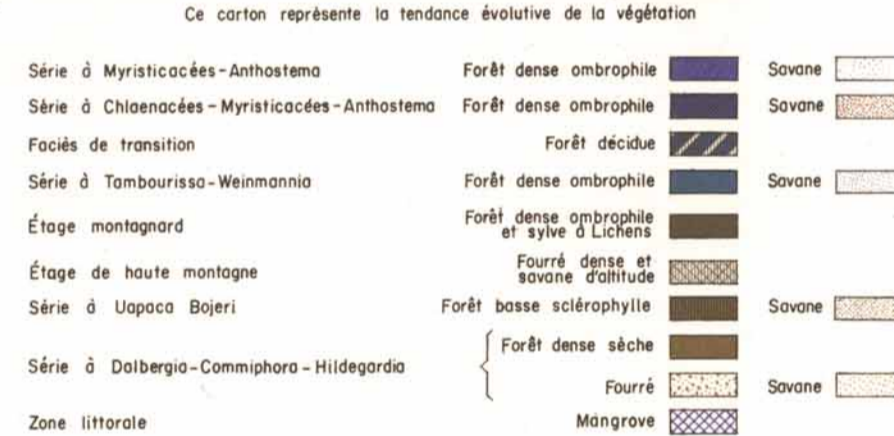 Ce carton représente la tendance évolutive de la végétation
Série à Myristicacées-Anthostema Forêt dense ombrophile Savane
Série à Chlaenacées-Myristicacées-Anthostema Forêt dense ombrophile Savane
Faciès de transition Forêt décidue
Série à Tambourissa-Weinmannia Forêt dense ombrophile Savane
Étage montagnard Forêt dense ombrophile
et sylve à Lichens
Étage de haute montagne Fourré dense et
savane d'altitude
Série à Uapaca Bojeri Forêt basse sclérophylle Savane
Série à Dalbergia-Commiphora-Hildegardia Forêt dense sèche
Fourré Savane
Zone littorale Mangrove